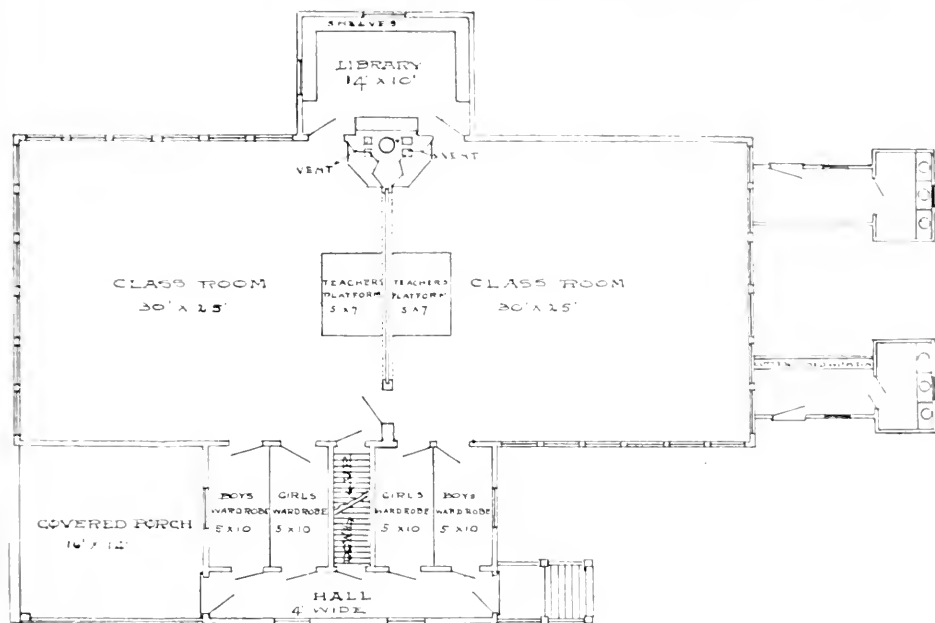 SHELVES
LIBRARY
14' x 10'
VENT
VENT
CLASS ROOM
30' x 25'
TEACHERS
PLATFORM
5 x 7
TEACHERS
PLATFORM
5 x 7
CLASS ROOM
30' x 25'
BOYS
WARDROBE
5 x 10
GIRLS
WARDROBE
5 x 10
GIRLS
WARDROBE
5 x 10
BOYS
WARDROBE
5 x 10
COVERED PORCH
HALL
4' WIDE